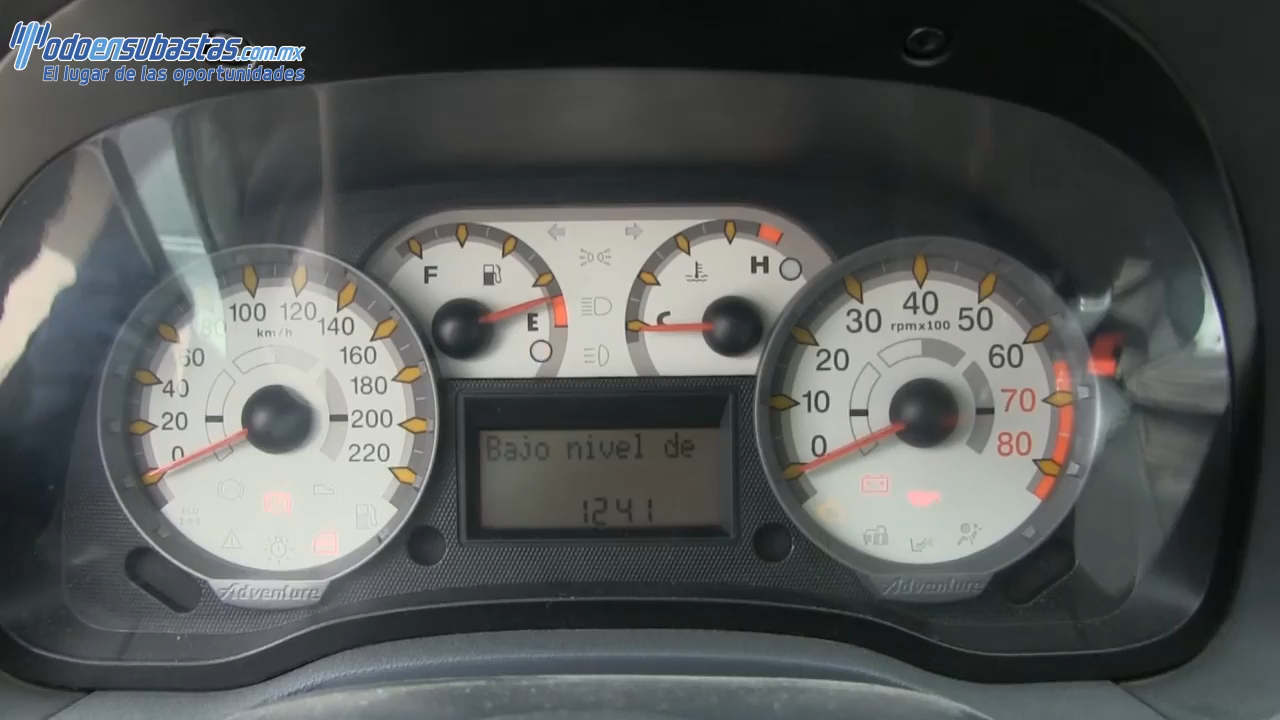 Todoensubastas.com.mx
El lugar de las oportunidades
0
20
40
60
80
100
120
140
160
180
200
220
km/h
F
E
C
H
0
10
20
30
40
50
60
70
80
rpmx100
Bajo nivel de
1241
Adventure
Adventure